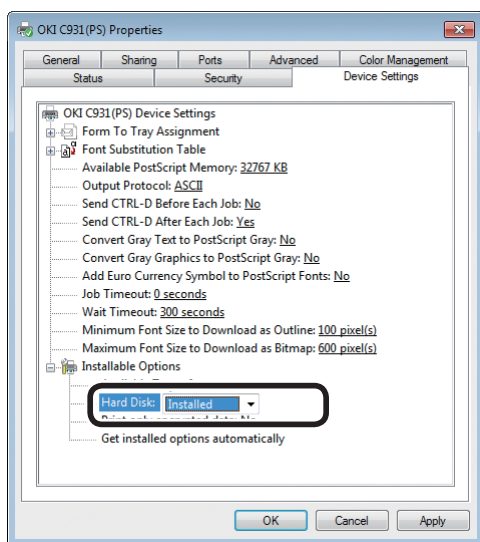 OKI C931(PS) Properties
General Sharing Ports Advanced Color Management
Status Security Device Settings
OKI C931(PS) Device Settings
Form To Tray Assignment
Font Substitution Table
Available PostScript Memory: 32767 KB
Output Protocol: ASCII
Send CTRL-D Before Each Job: No
Send CTRL-D After Each Job: Yes
Convert Gray Text to PostScript Gray: No
Convert Gray Graphics to PostScript Gray: No
Add Euro Currency Symbol to PostScript Fonts: No
Job Timeout: 0 seconds
Wait Timeout: 300 seconds
Minimum Font Size to Download as Outline: 100 pixel(s)
Maximum Font Size to Download as Bitmap: 600 pixel(s)
Installable Options
Hard Disk: Installed
Get installed options automatically
OK Cancel Apply